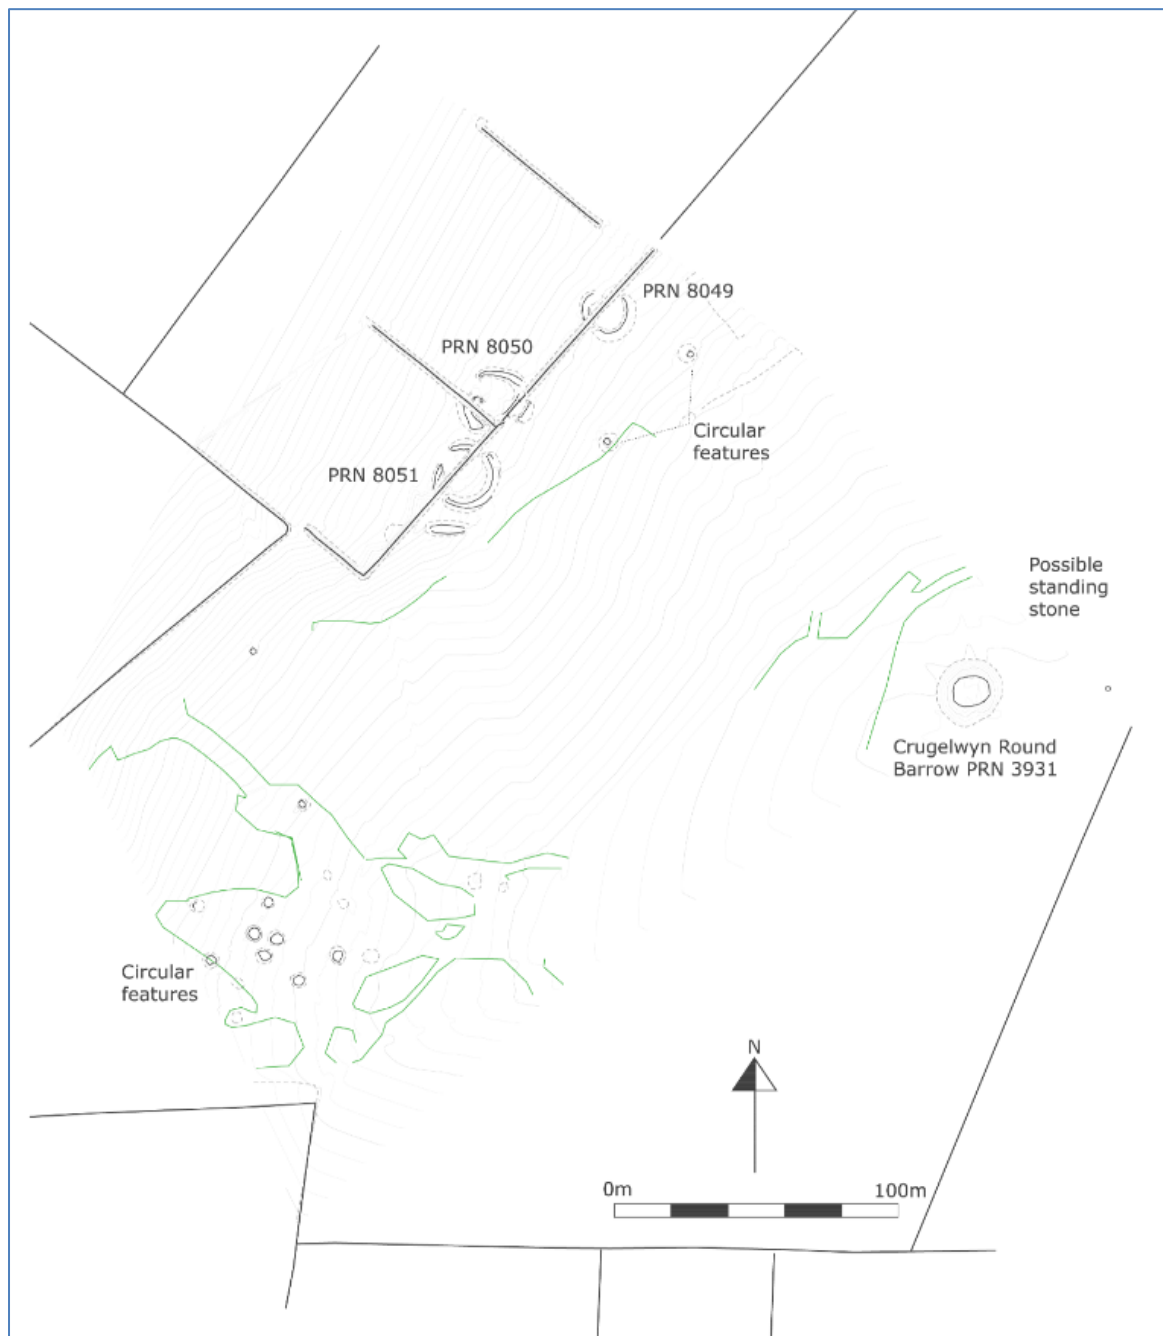 PRN 8049
PRN 8050
Circular
features
PRN 8051
Possible
standing
stone
Crugelwyn Round
Barrow PRN 3931
Circular
features
N
0m
100m